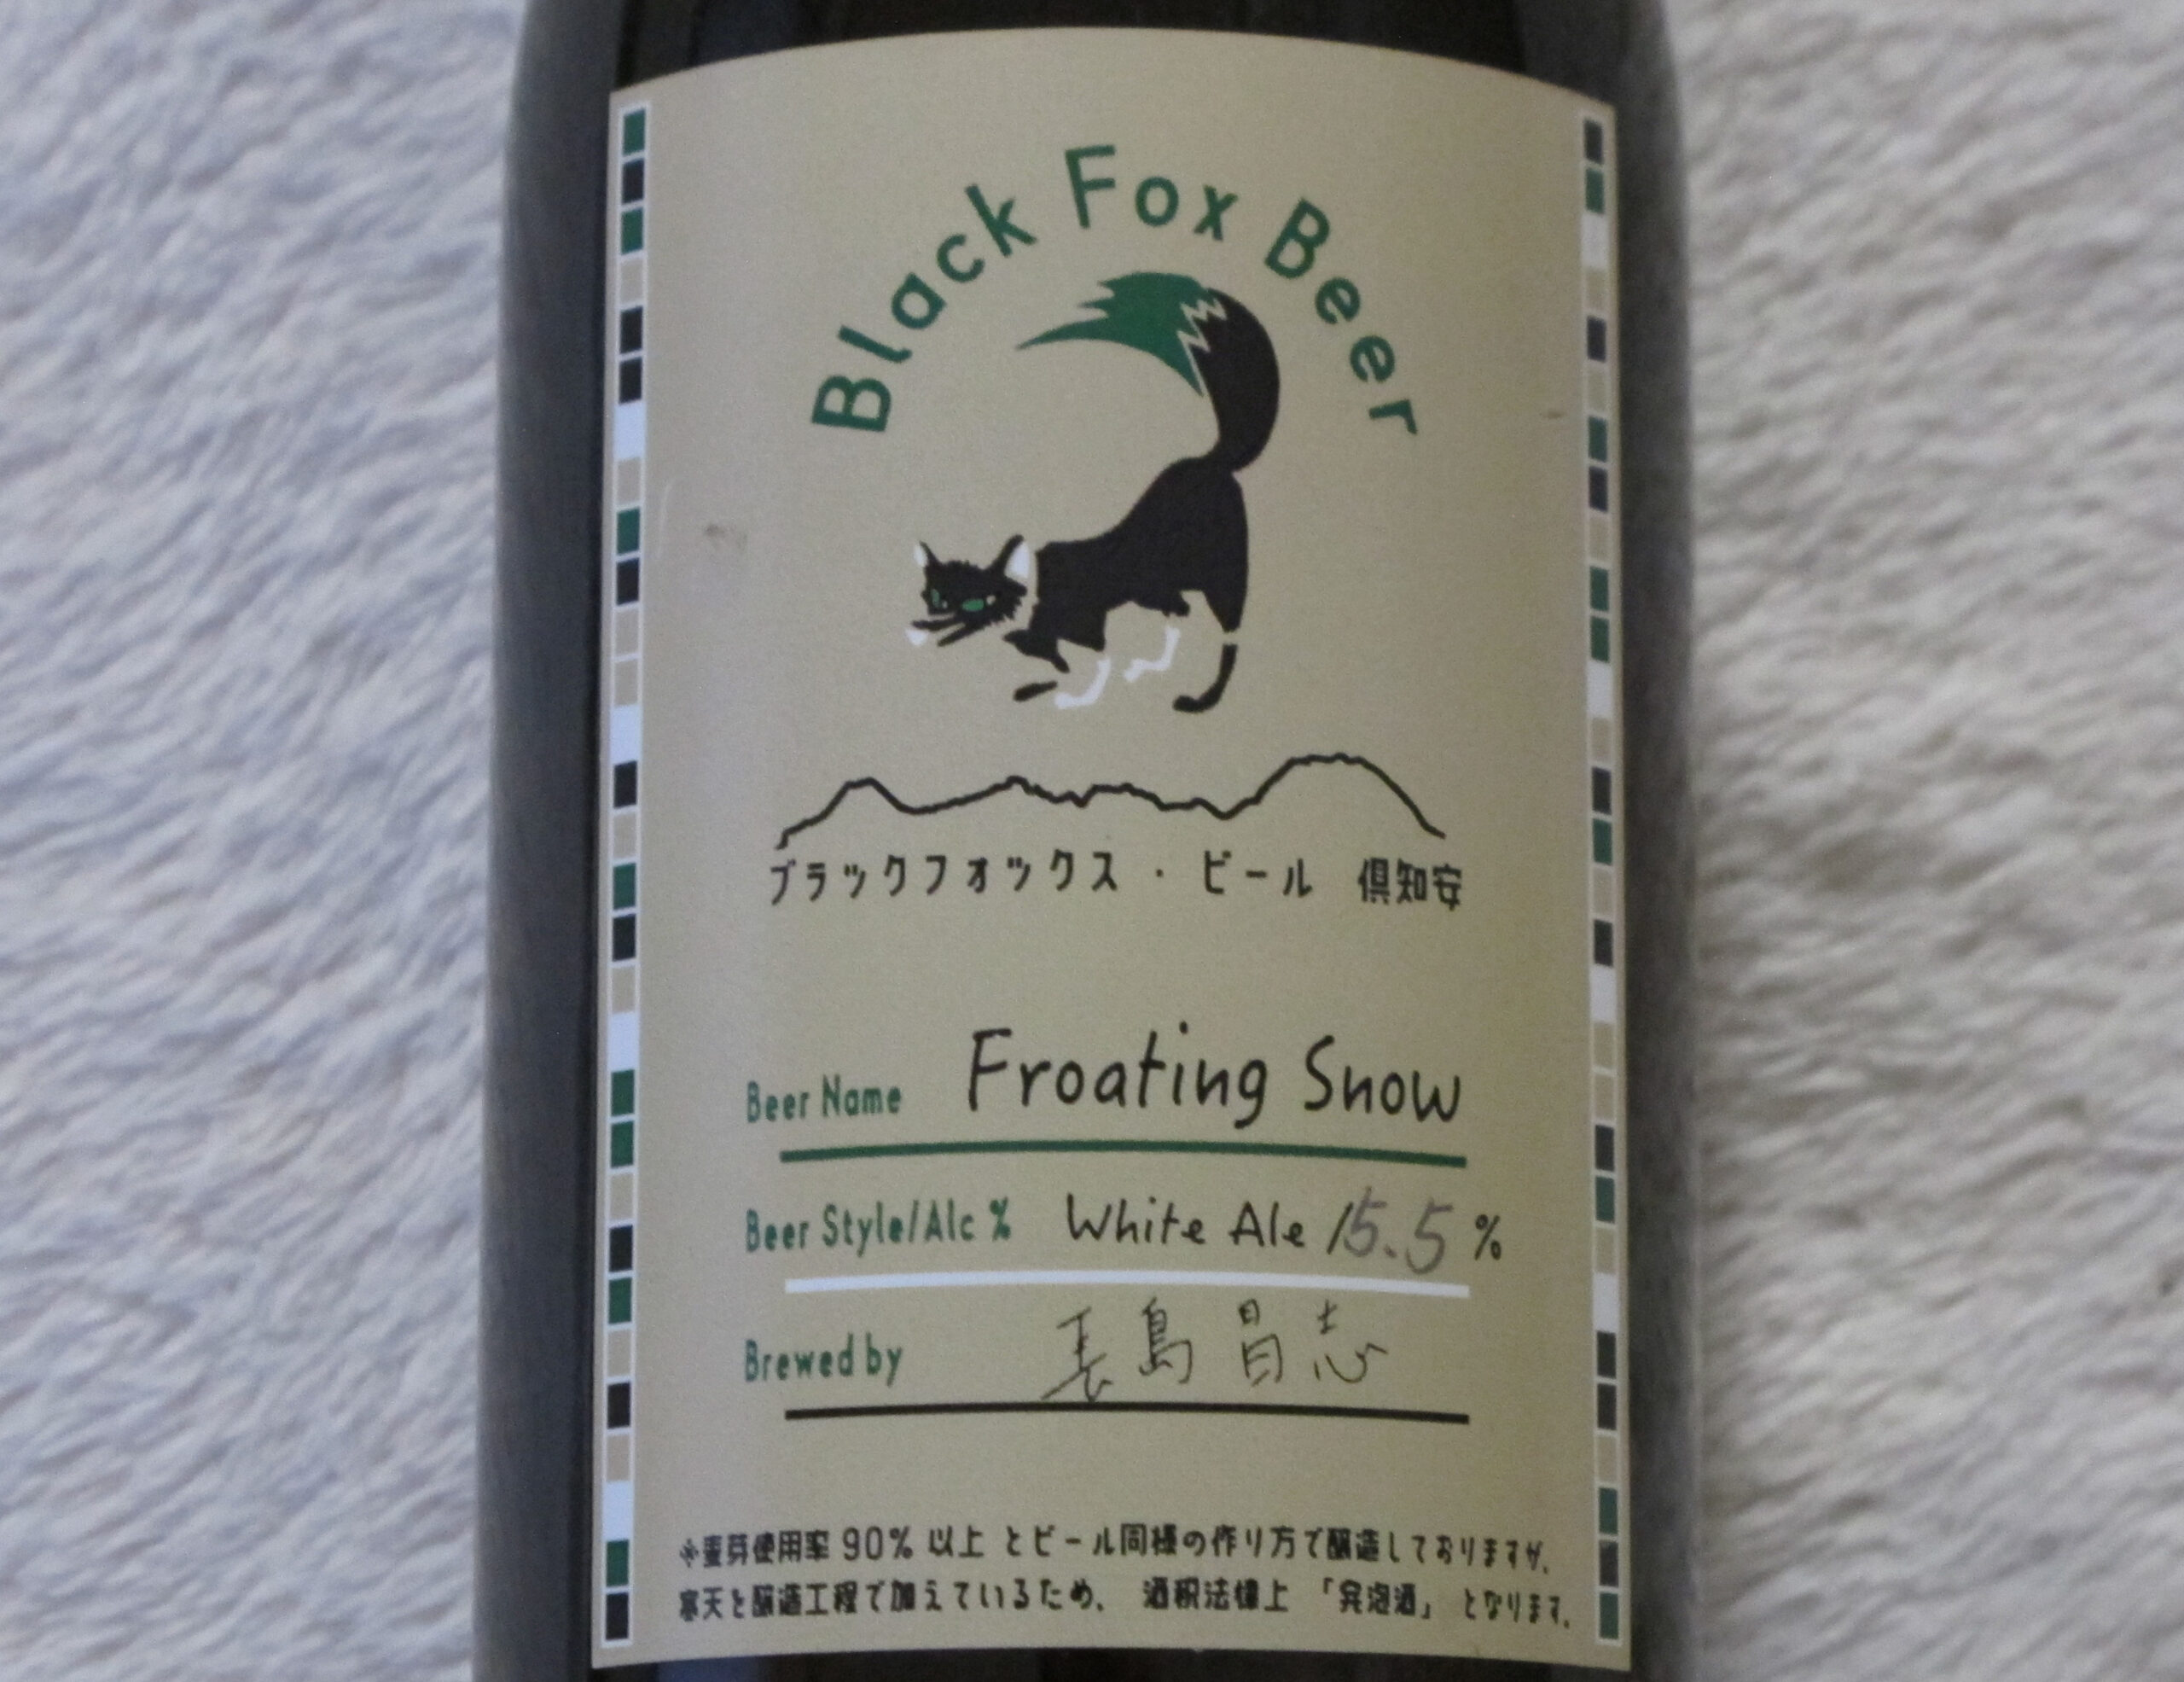 Black Fox Beer
ブラックフォックス・ビール 倶知安
Beer Name Froating Snow
Beer Style/Alc % White Ale /5.5 %
Brewed by 長島 昌志
※麦芽使用率 90% 以上 とビール同様の作り方で醸造しておりますが、
寒天を醸造工程で加えているため、 酒税法律上 「発泡酒」 となります。